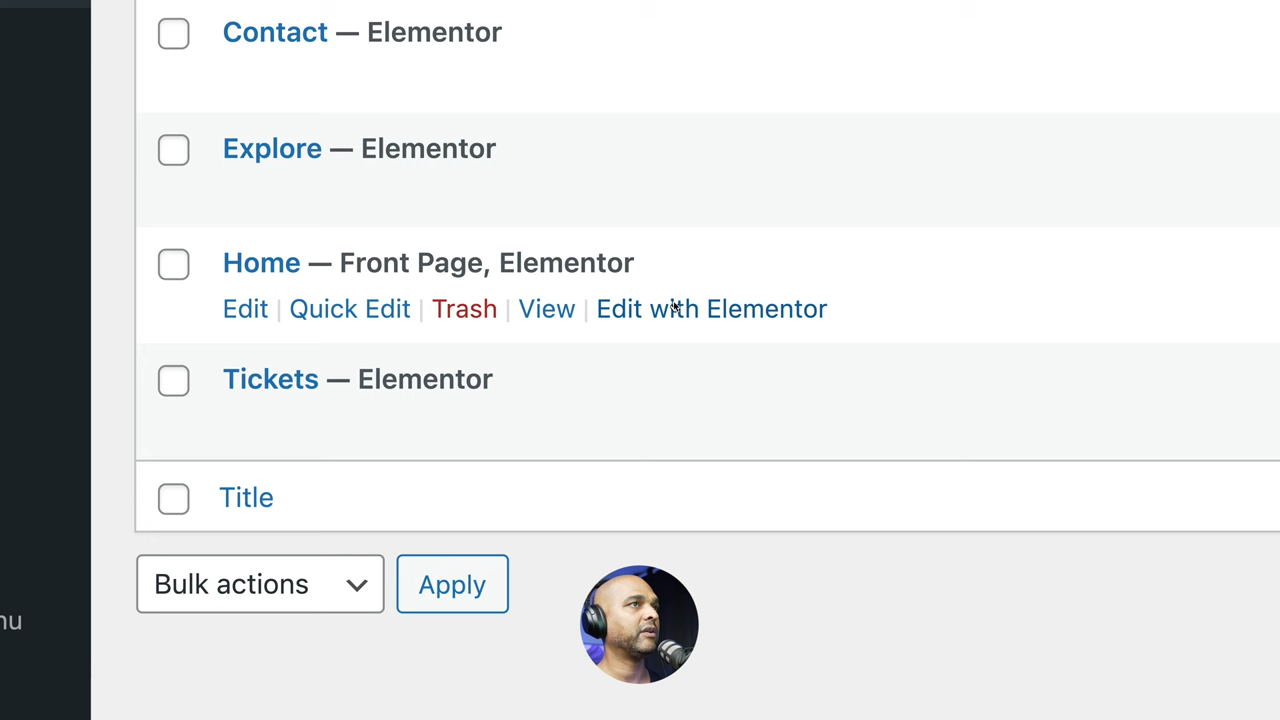 Contact — Elementor
Explore — Elementor
Home — Front Page, Elementor
Edit | Quick Edit | Trash | View | Edit with Elementor
Tickets — Elementor
Title
Bulk actions
Apply
nu